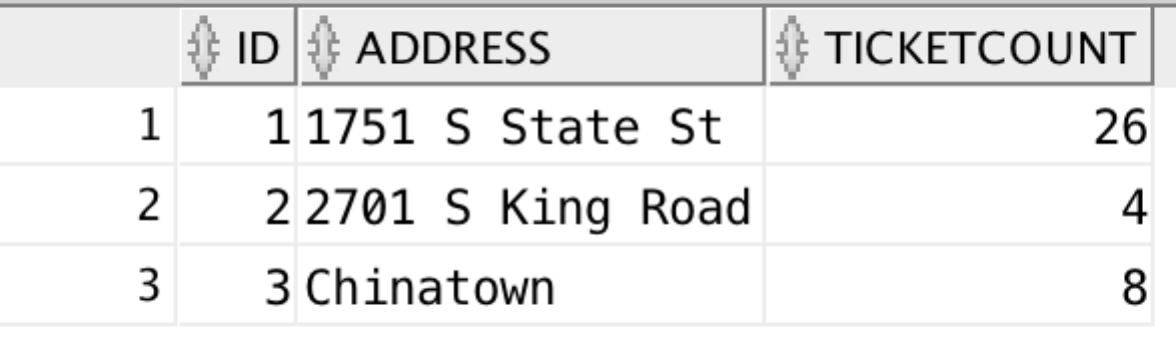 ID ADDRESS TICKETCOUNT
1 1 1751 S State St 26
2 2 2701 S King Road 4
3 3 Chinatown 8